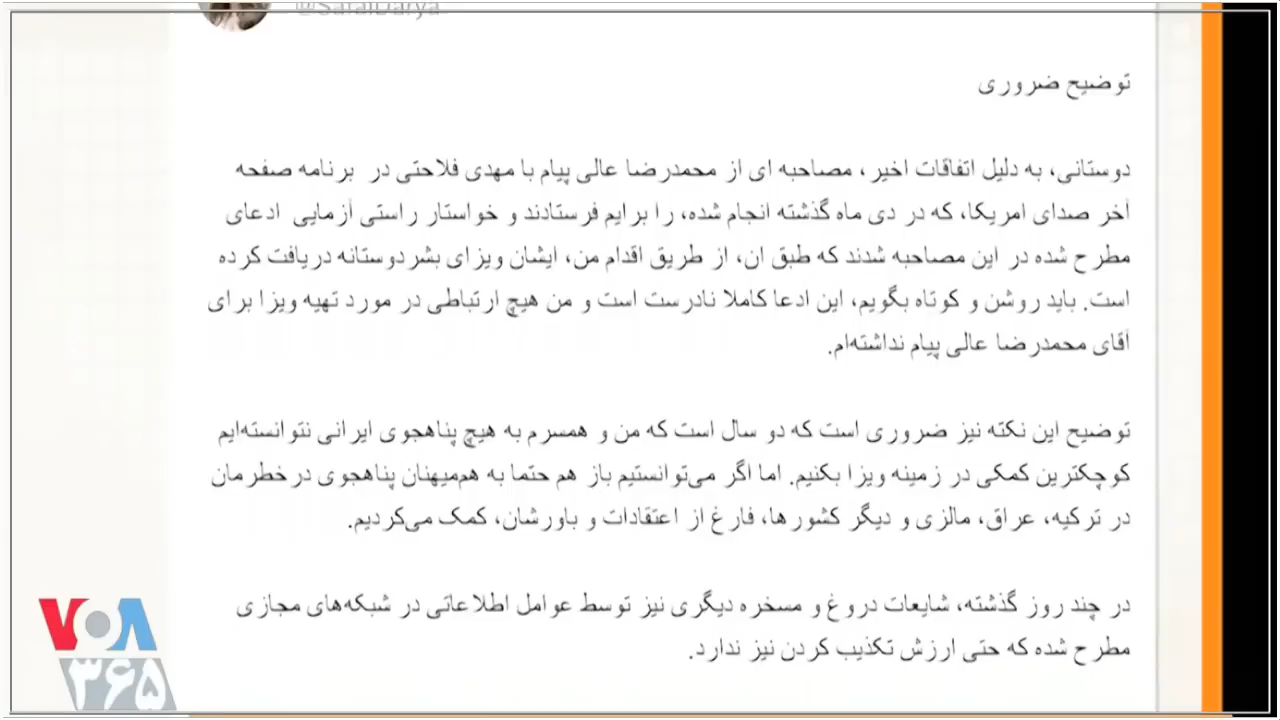 @SafaiDarya
توضیح ضروری
دوستانی، به دلیل اتفاقات اخیر، مصاحبه ای از محمدرضا عالی پیام با مهدی فلاحتی در برنامه صفحه
آخر صدای امریکا، که در دی ماه گذشته انجام شده، را برایم فرستادند و خواستار راستی آزمایی ادعای
مطرح شده در این مصاحبه شدند که طبق ان، از طریق اقدام من، ایشان ویزای بشردوستانه دریافت کرده
است. باید روشن و کوتاه بگویم، این ادعا کاملا نادرست است و من هیچ ارتباطی در مورد تهیه ویزا برای
آقای محمدرضا عالی پیام نداشته‌ام.
توضیح این نکته نیز ضروری است که دو سال است که من و همسرم به هیچ پناهجوی ایرانی نتوانسته‌ایم
کوچکترین کمکی در زمینه ویزا بکنیم. اما اگر می‌توانستیم باز هم حتما به هم‌میهنان پناهجوی درخطرمان
در ترکیه، عراق، مالزی و دیگر کشورها، فارغ از اعتقادات و باورشان، کمک می‌کردیم.
در چند روز گذشته، شایعات دروغ و مسخره دیگری نیز توسط عوامل اطلاعاتی در شبکه‌های مجازی
مطرح شده که حتی ارزش تکذیب کردن نیز ندارد.
VOA
۳۶۵